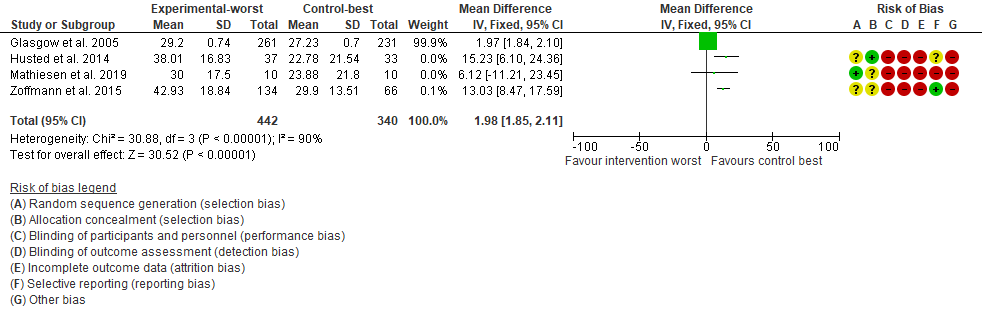 Experimental-worst Control-best Mean Difference Mean Difference Risk of Bias
Study or Subgroup Mean SD Total Mean SD Total Weight IV, Fixed, 95% CI IV, Fixed, 95% CI A B C D E F G
Glasgow et al. 2005 29.2 0.74 261 27.23 0.7 231 99.9% 1.97 [1.84, 2.10]
Husted et al. 2014 38.01 16.83 37 22.78 21.54 33 0.0% 15.23 [6.10, 24.36] ? + − − − ? −
Mathiesen et al. 2019 30 17.5 10 23.88 21.8 10 0.0% 6.12 [-11.21, 23.45] + ? − − − − −
Zoffmann et al. 2015 42.93 18.84 134 29.9 13.51 66 0.1% 13.03 [8.47, 17.59] ? ? − − − + −
Total (95% CI) 442 340 100.0% 1.98 [1.85, 2.11]
Heterogeneity: Chi² = 30.88, df = 3 (P < 0.00001); I² = 90%
Test for overall effect: Z = 30.52 (P < 0.00001)
-100 -50 0 50 100
Favour intervention worst Favours control best
Risk of bias legend
(A) Random sequence generation (selection bias)
(B) Allocation concealment (selection bias)
(C) Blinding of participants and personnel (performance bias)
(D) Blinding of outcome assessment (detection bias)
(E) Incomplete outcome data (attrition bias)
(F) Selective reporting (reporting bias)
(G) Other bias